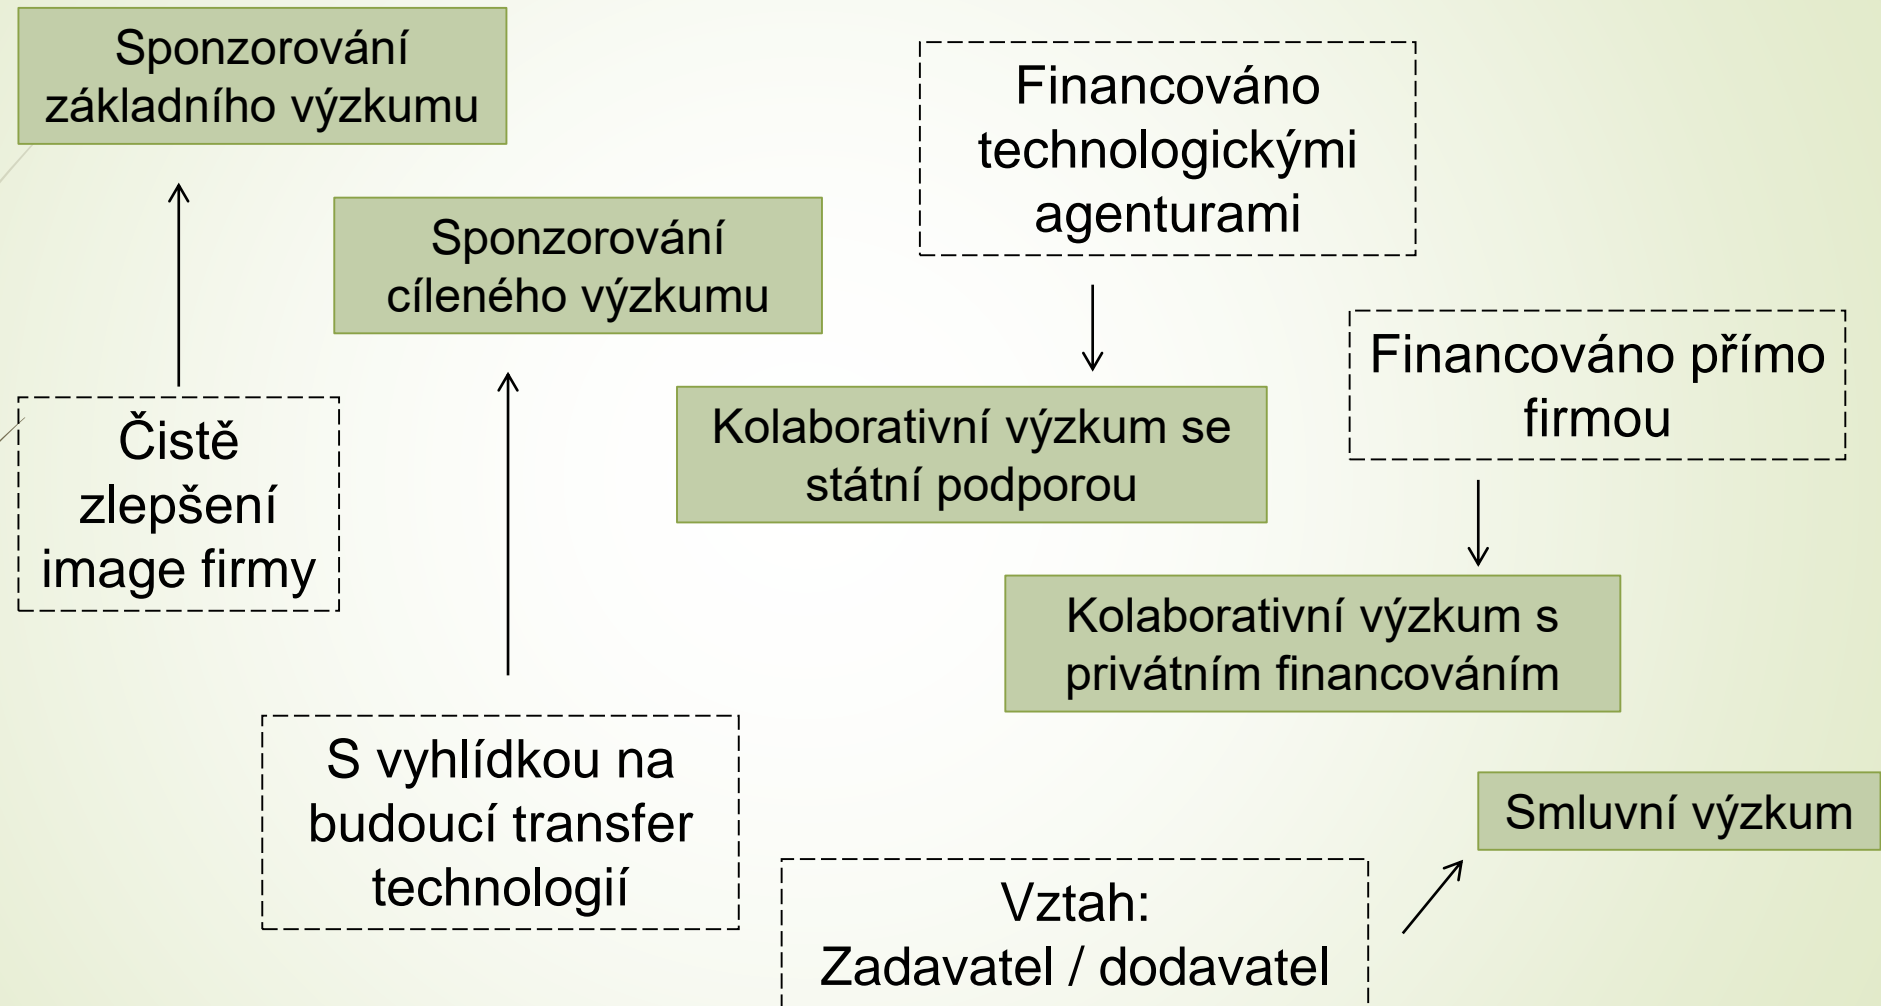 Sponzorování
základního výzkumu
Financováno
technologickými
agenturami
Sponzorování
cíleného výzkumu
Financováno přímo
firmou
Čistě
zlepšení
image firmy
Kolaborativní výzkum se
státní podporou
Kolaborativní výzkum s
privátním financováním
S vyhlídkou na
budoucí transfer
technologií
Smluvní výzkum
Vztah:
Zadavatel / dodavatel